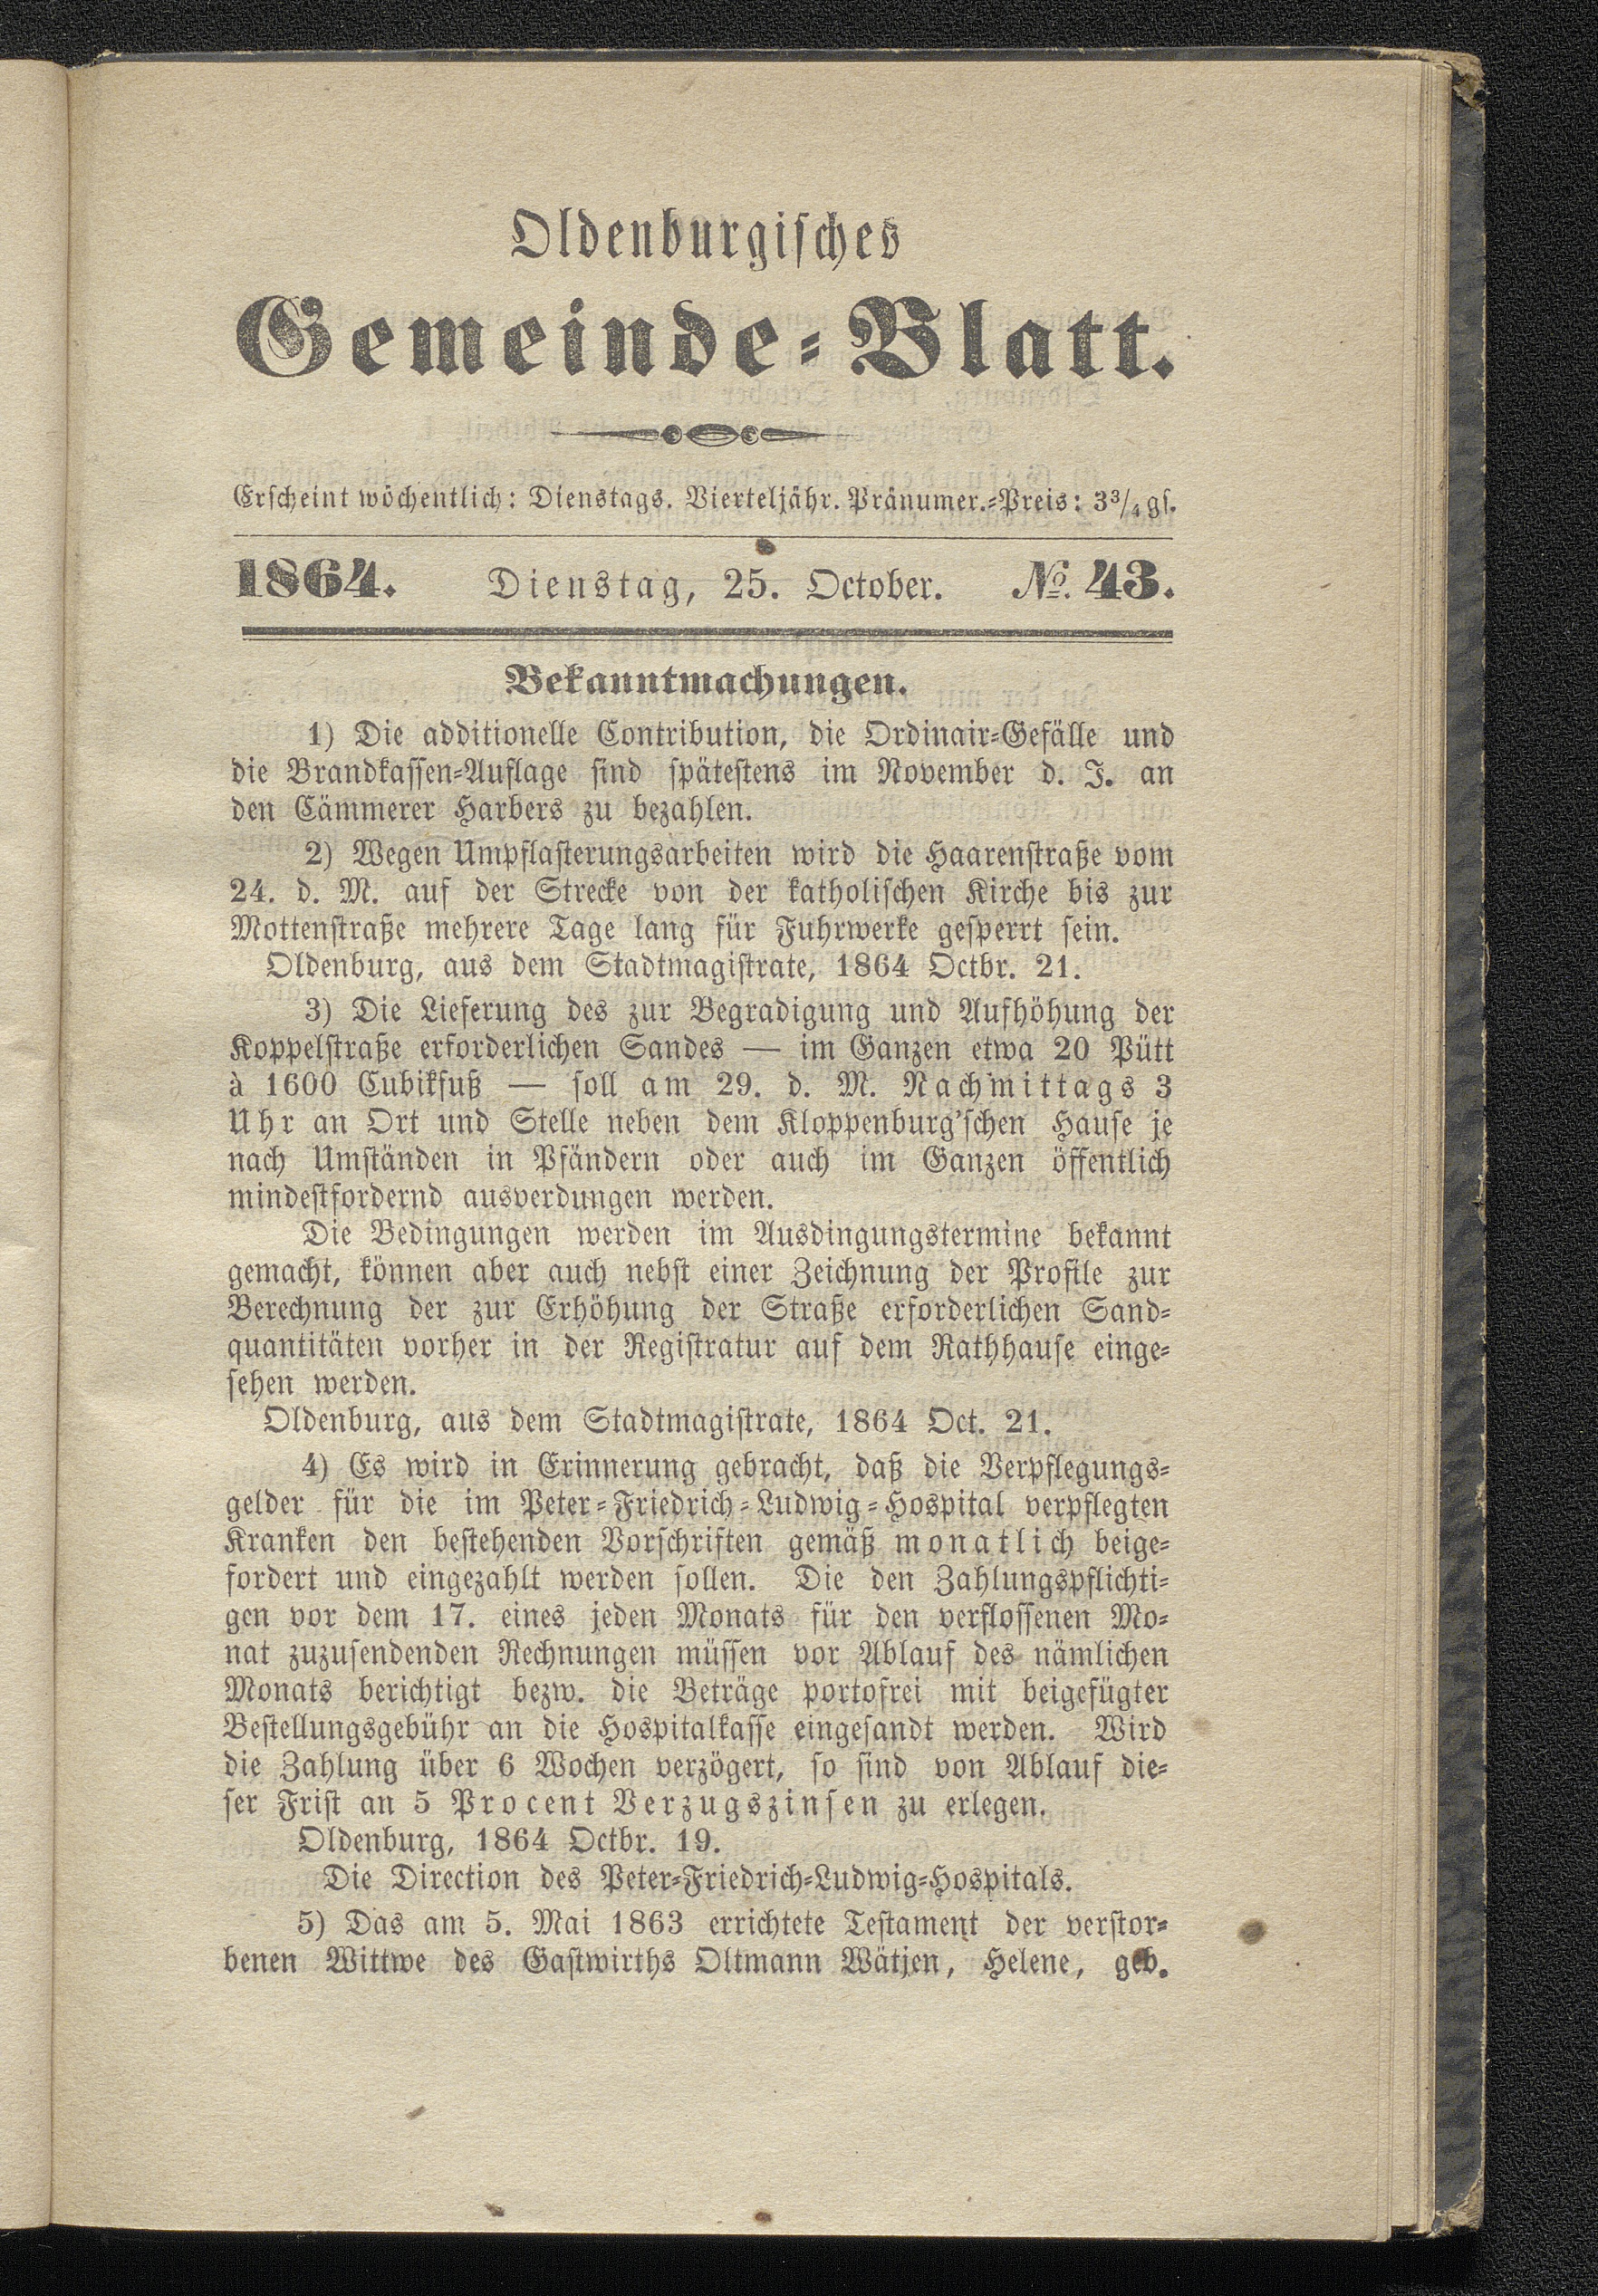 Oldenburgisches
Gemeinde-Blatt.
Erscheint wöchentlich: Dienstags. Vierteljähr. Pränumer.-Preis: 3 3/4 gs.
1864. Dienstag, 25. October. No. 43.
Bekanntmachungen.
1) Die additionelle Contribution, die Ordinair-Gefälle und
die Brandkassen-Auflage sind spätestens im November d. J. an
den Cämmerer Harbers zu bezahlen.
2) Wegen Umpflasterungsarbeiten wird die Haarenstraße vom
24. d. M. auf der Strecke von der katholischen Kirche bis zur
Mottenstraße mehrere Tage lang für Fuhrwerke gesperrt sein.
Oldenburg, aus dem Stadtmagistrate, 1864 Octbr. 21.
3) Die Lieferung des zur Begradigung und Aufhöhung der
Koppelstraße erforderlichen Sandes — im Ganzen etwa 20 Pütt
à 1600 Cubikfuß — soll am 29. d. M. Nachmittags 3
Uhr an Ort und Stelle neben dem Kloppenburg'schen Hause je
nach Umständen in Pfändern oder auch im Ganzen öffentlich
mindestfordernd ausverdungen werden.
Die Bedingungen werden im Ausdingungstermine bekannt
gemacht, können aber auch nebst einer Zeichnung der Profile zur
Berechnung der zur Erhöhung der Straße erforderlichen Sand-
quantitäten vorher in der Registratur auf dem Rathhause einge-
sehen werden.
Oldenburg, aus dem Stadtmagistrate, 1864 Oct. 21.
4) Es wird in Erinnerung gebracht, daß die Verpflegungs-
gelder für die im Peter-Friedrich-Ludwig-Hospital verpflegten
Kranken den bestehenden Vorschriften gemäß monatlich beige-
fordert und eingezahlt werden sollen. Die den Zahlungspflichti-
gen vor dem 17. eines jeden Monats für den verflossenen Mo-
nat zuzusendenden Rechnungen müssen vor Ablauf des nämlichen
Monats berichtigt bezw. die Beträge portofrei mit beigefügter
Bestellungsgebühr an die Hospitalkasse eingesandt werden. Wird
die Zahlung über 6 Wochen verzögert, so sind von Ablauf die-
ser Frist an 5 Procent Verzugszinsen zu erlegen.
Oldenburg, 1864 Octbr. 19.
Die Direction des Peter-Friedrich-Ludwig-Hospitals.
5) Das am 5. Mai 1863 errichtete Testament der verstor-
benen Wittwe des Gastwirths Oltmann Wätjen, Helene, geb.